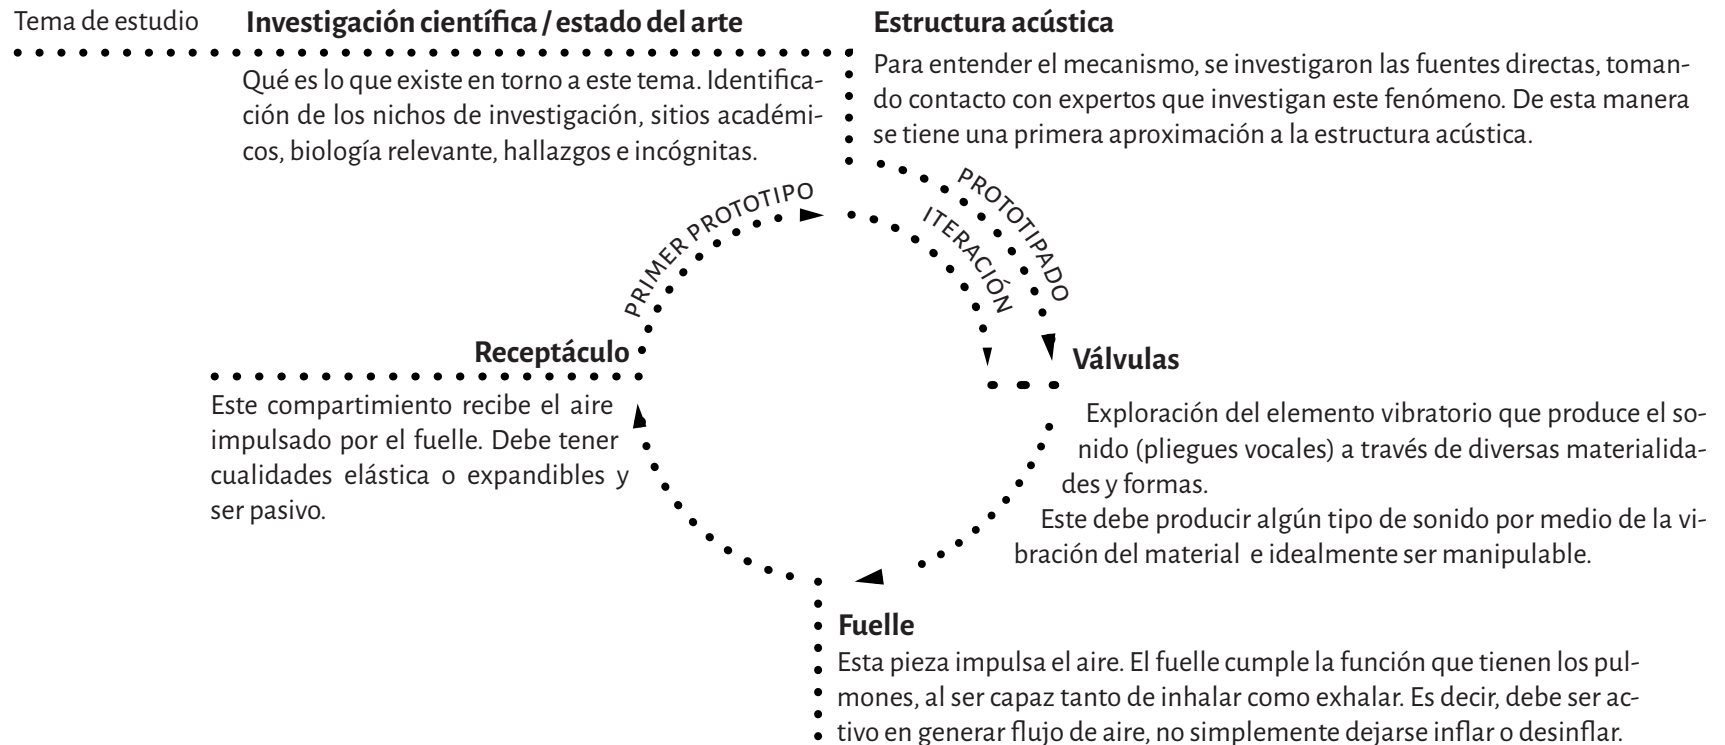 Tema de estudio
Investigación científica / estado del arte
Qué es lo que existe en torno a este tema. Identifica-
ción de los nichos de investigación, sitios académi-
cos, biología relevante, hallazgos e incógnitas.
Estructura acústica
Para entender el mecanismo, se investigaron las fuentes directas, toman-
do contacto con expertos que investigan este fenómeno. De esta manera
se tiene una primera aproximación a la estructura acústica.
PRIMER PROTOTIPO
PROTOTIPADO
ITERACIÓN
Válvulas
Exploración del elemento vibratorio que produce el so-
nido (pliegues vocales) a través de diversas materialida-
des y formas.
Este debe producir algún tipo de sonido por medio de la vi-
bración del material e idealmente ser manipulable.
Receptáculo
Este compartimiento recibe el aire
impulsado por el fuelle. Debe tener
cualidades elástica o expandibles y
ser pasivo.
Fuelle
Esta pieza impulsa el aire. El fuelle cumple la función que tienen los pul-
mones, al ser capaz tanto de inhalar como exhalar. Es decir, debe ser ac-
tivo en generar flujo de aire, no simplemente dejarse inflar o desinflar.